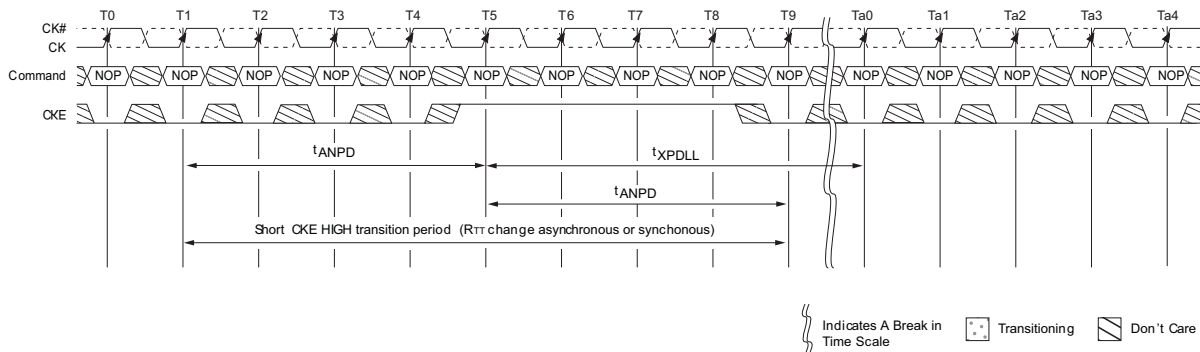 T0 T1 T2 T3 T4 T5 T6 T7 T8 T9 Ta0 Ta1 Ta2 Ta3 Ta4
CK#
CK
Command NOP NOP NOP NOP NOP NOP NOP NOP NOP NOP NOP NOP NOP NOP NOP
CKE
tANPD tXPDLL
tANPD
Short CKE HIGH transition period (RTT change asynchronous or synchonous)
Indicates A Break in
Time Scale
Transitioning
Don't Care